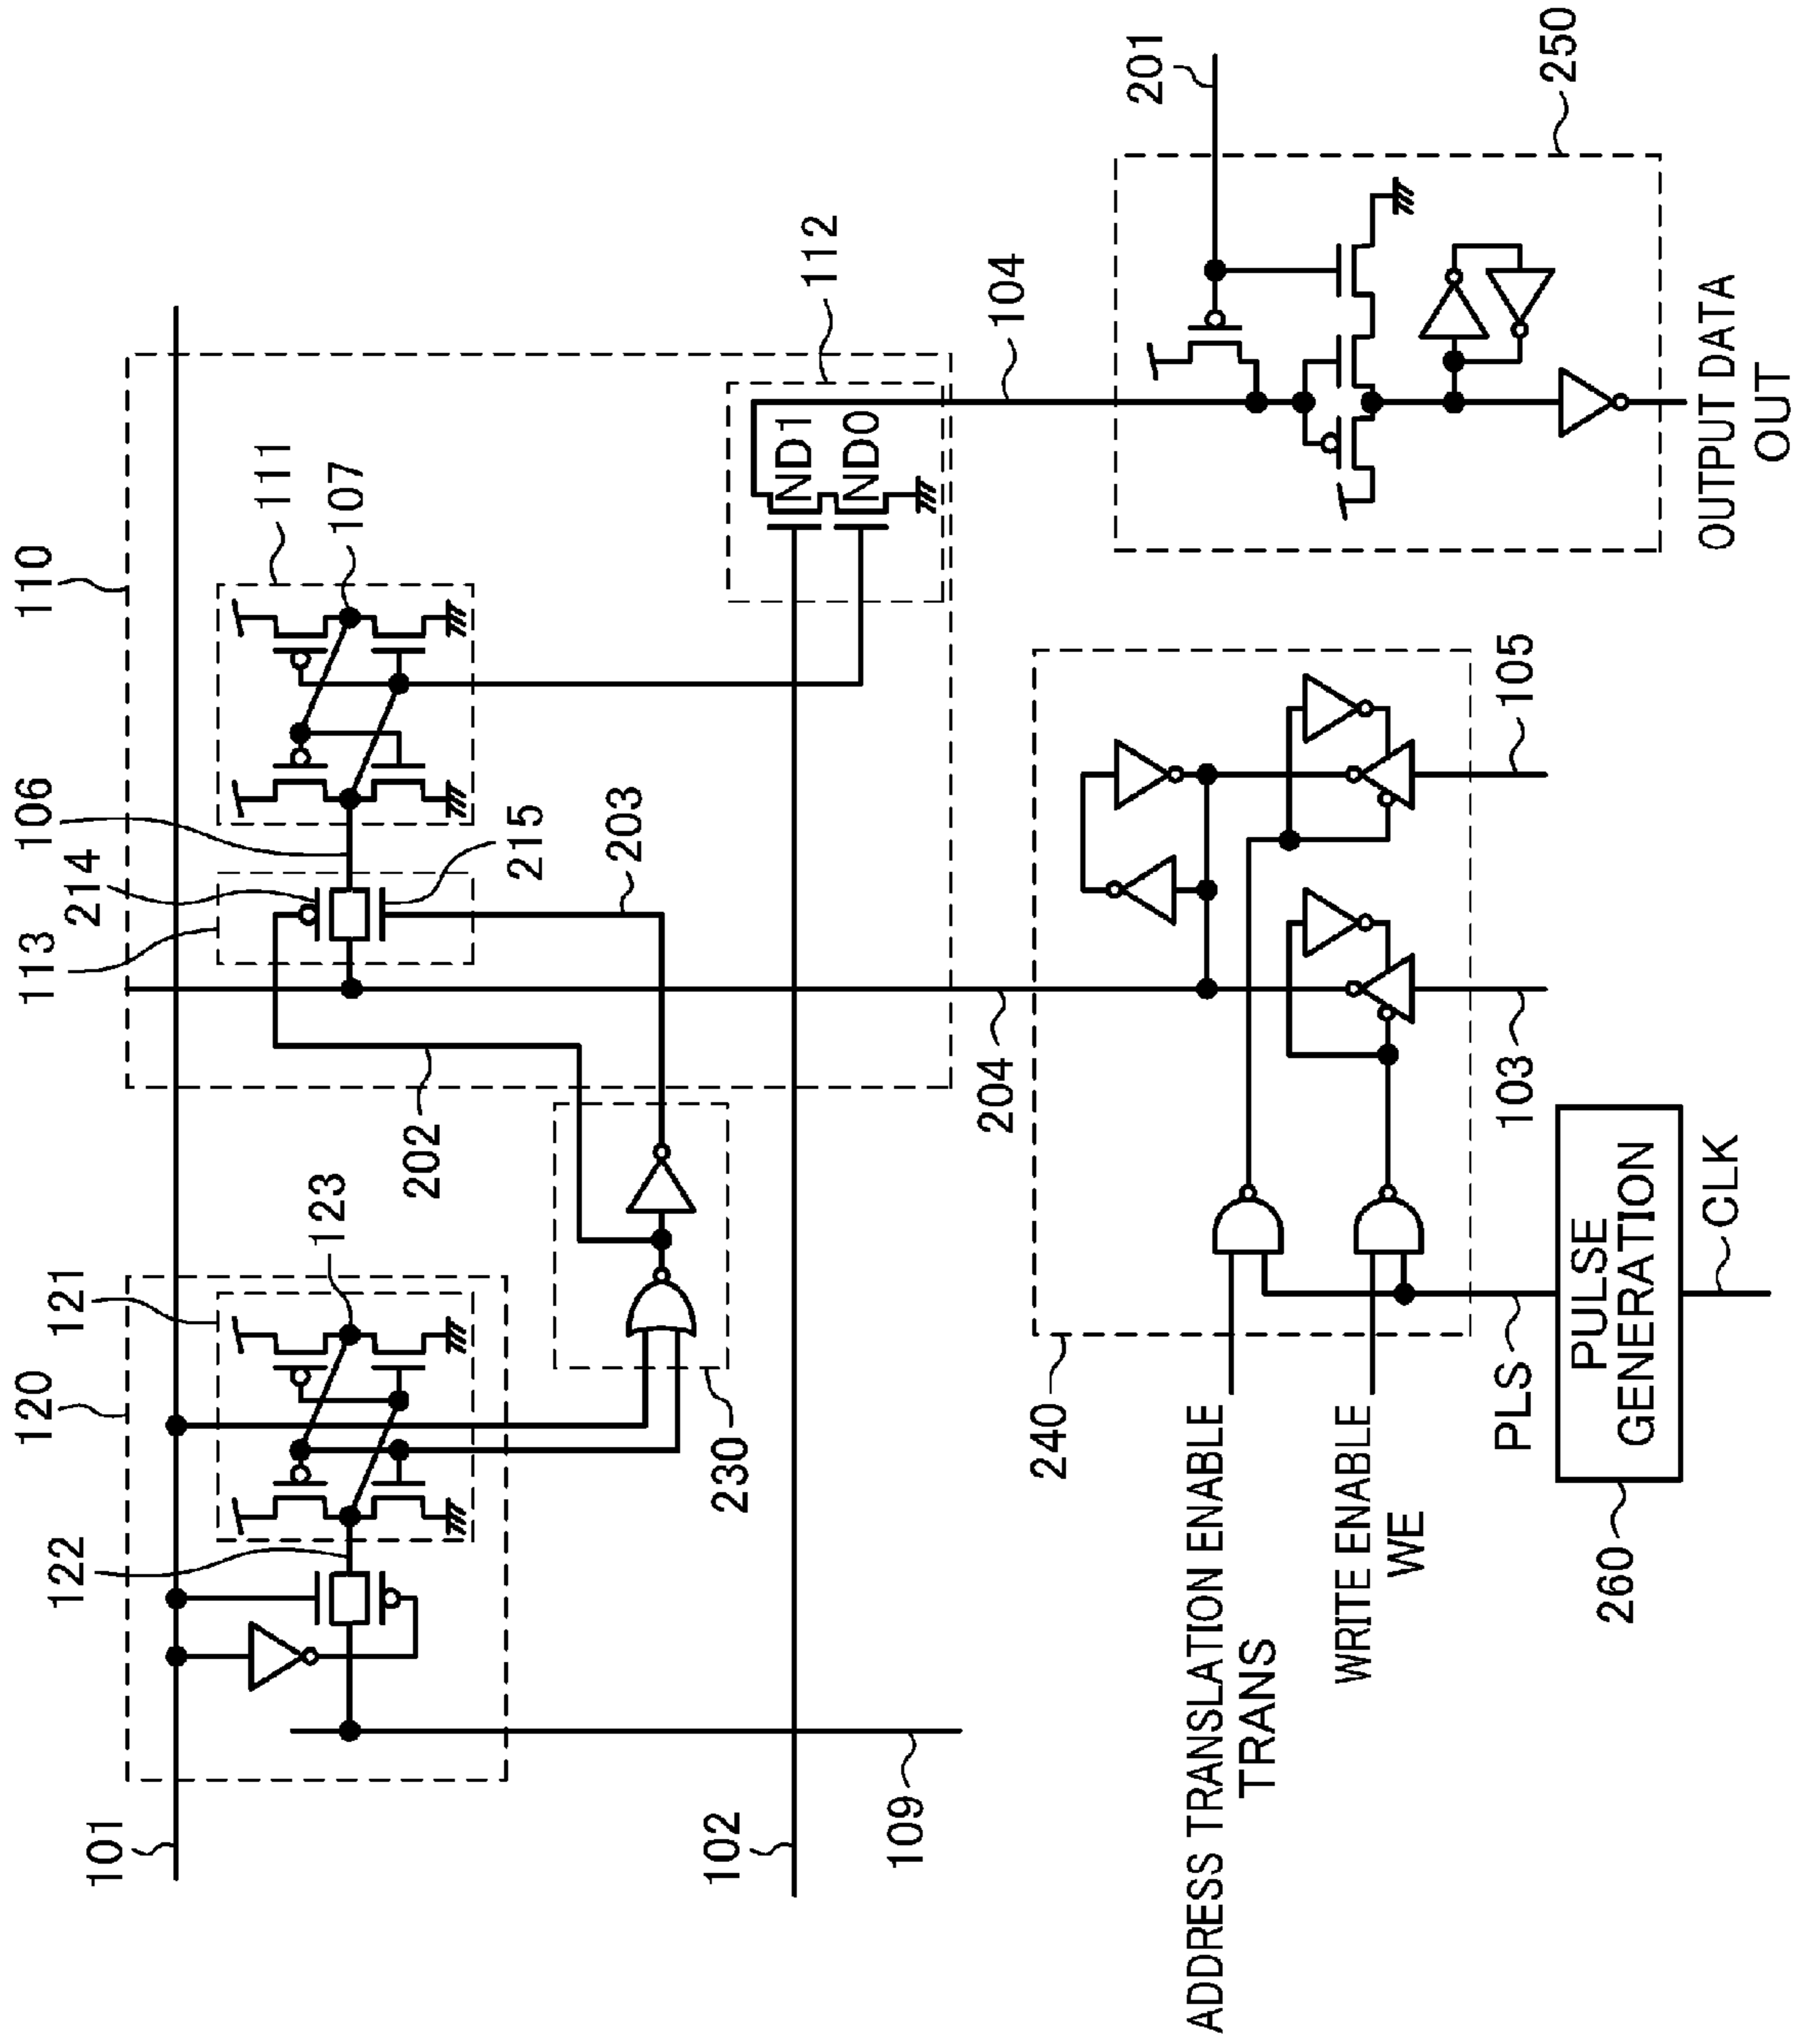 110
111
107
106
214
113
215
203
112
104
201
250
OUTPUT DATA
OUT
ND1
ND0
120
121
123
122
202
230
204
101
102
109
240
105
103
ADDRESS TRANSLATION ENABLE
TRANS
WRITE ENABLE
WE
PLS
PULSE
GENERATION
CLK
260